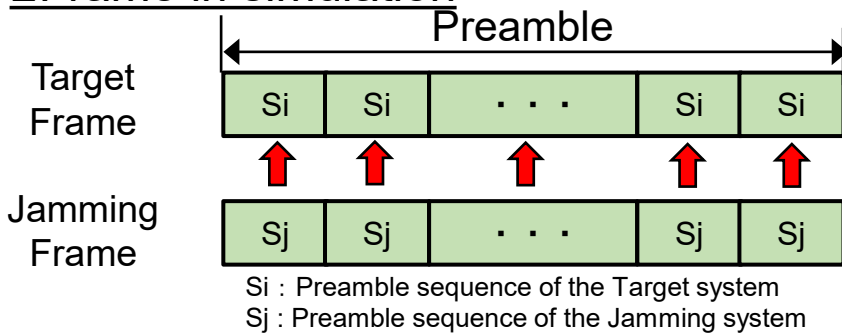 Preamble
Target
Frame
Si Si · · · Si Si
Jamming
Frame
Sj Sj · · · Sj Sj
Si : Preamble sequence of the Target system
Sj : Preamble sequence of the Jamming system